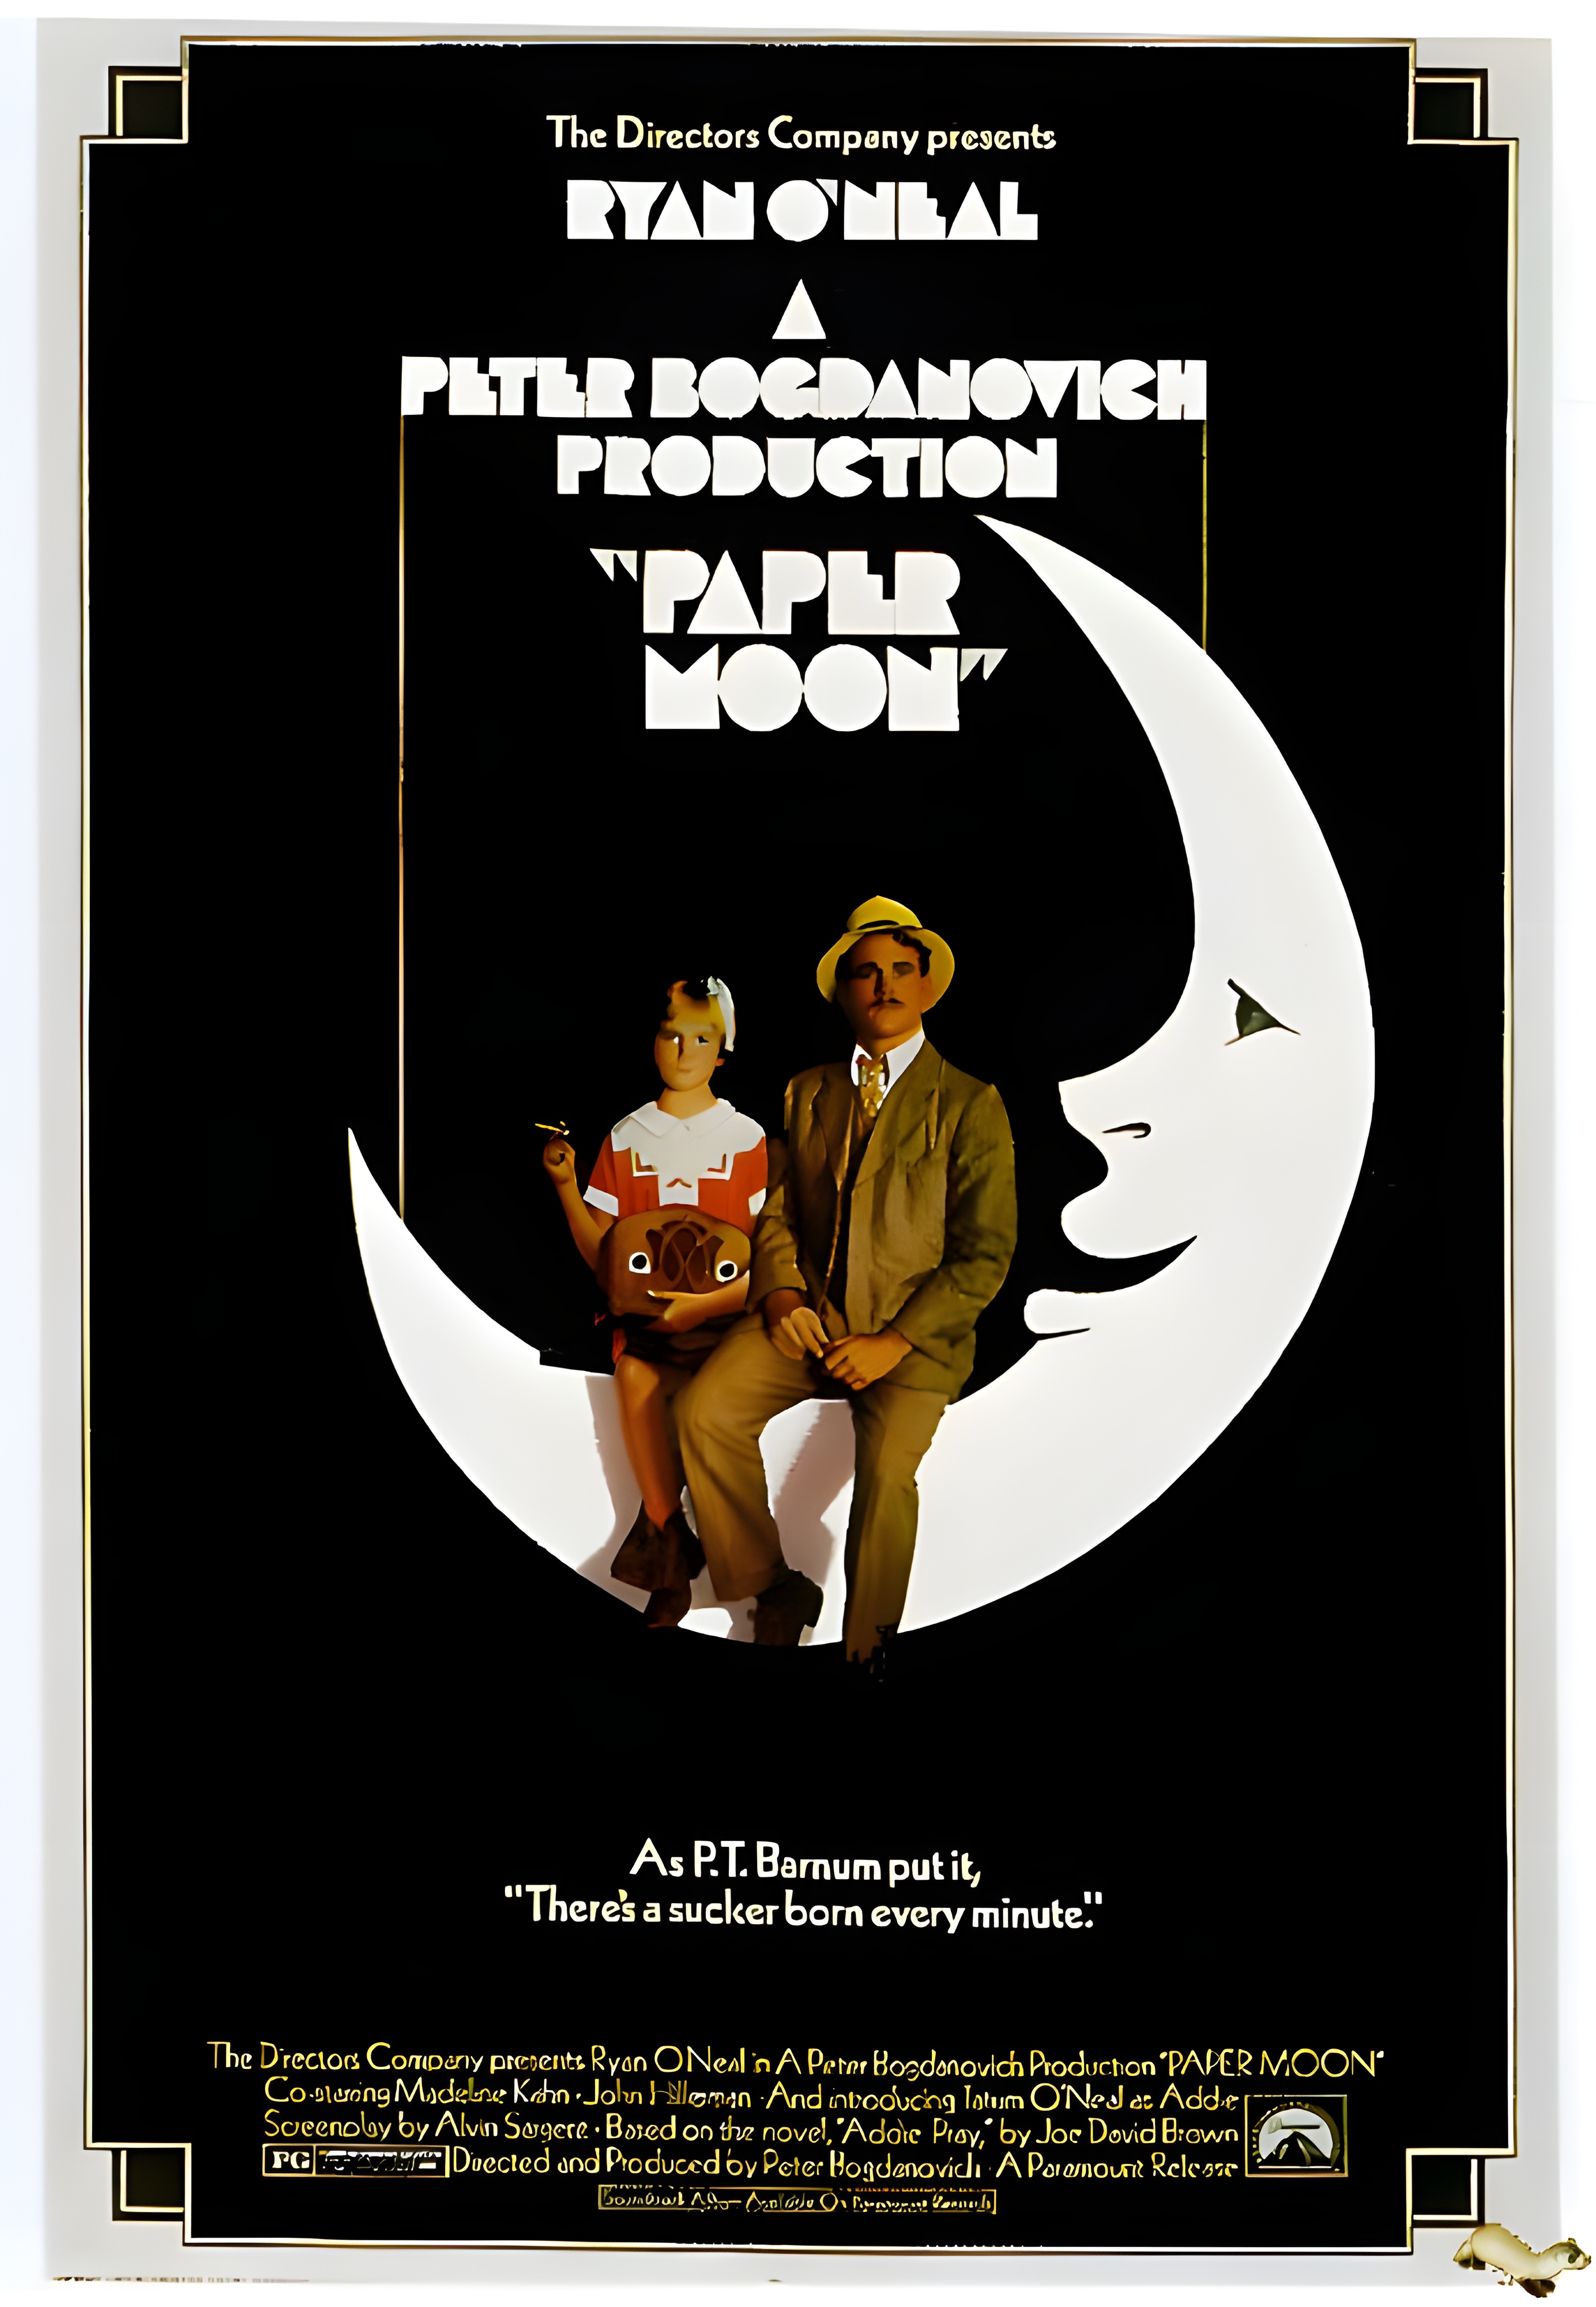 The Directors Company presents
RYAN O'NEAL
A
PETER BOGDANOVICH
PRODUCTION
"PAPER
MOON"
As P.T. Barnum put it,
"There's a sucker born every minute."
The Directors Company presents Ryan O'Neal in A Peter Bogdanovich Production "PAPER MOON"
Co-starring Madeline Kahn · John Hillerman · And introducing Tatum O'Neal as Addie
Screenplay by Alvin Sargent · Based on the novel, "Addie Pray," by Joe David Brown
PG Directed and Produced by Peter Bogdanovich · A Paramount Release